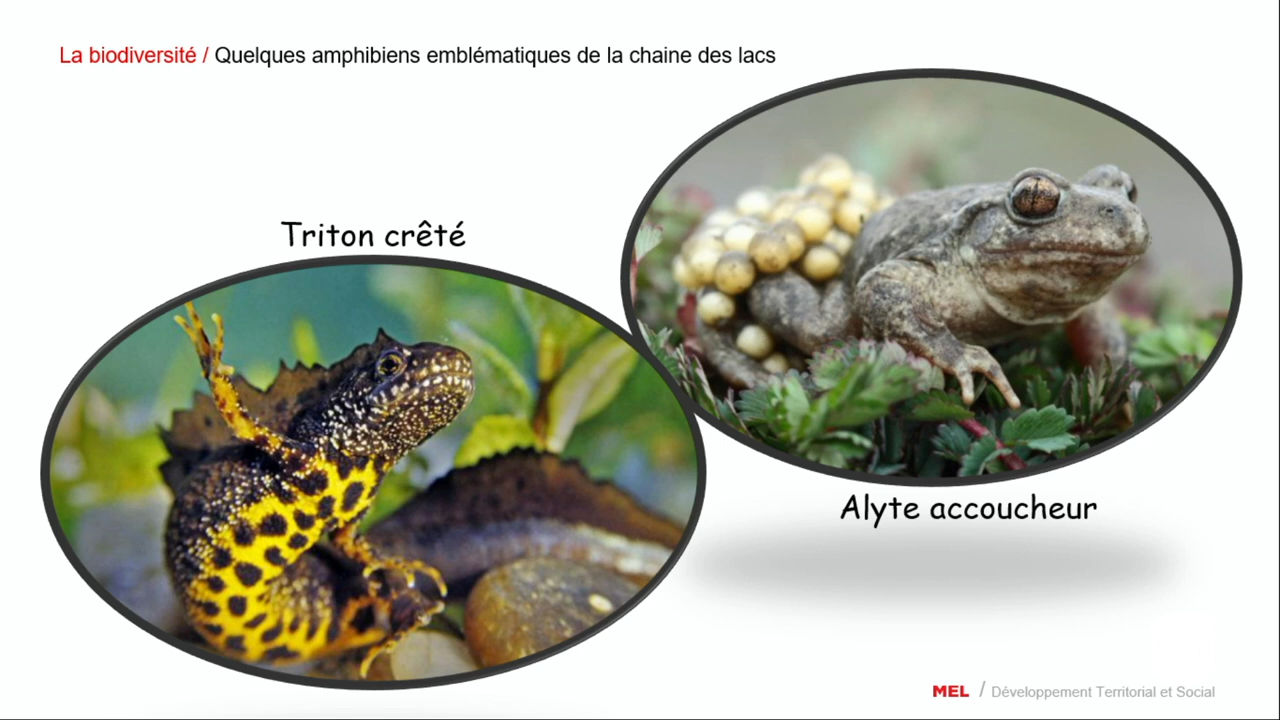 La biodiversité / Quelques amphibiens emblématiques de la chaine des lacs
Triton crêté
Alyte accoucheur
MEL / Développement Territorial et Social